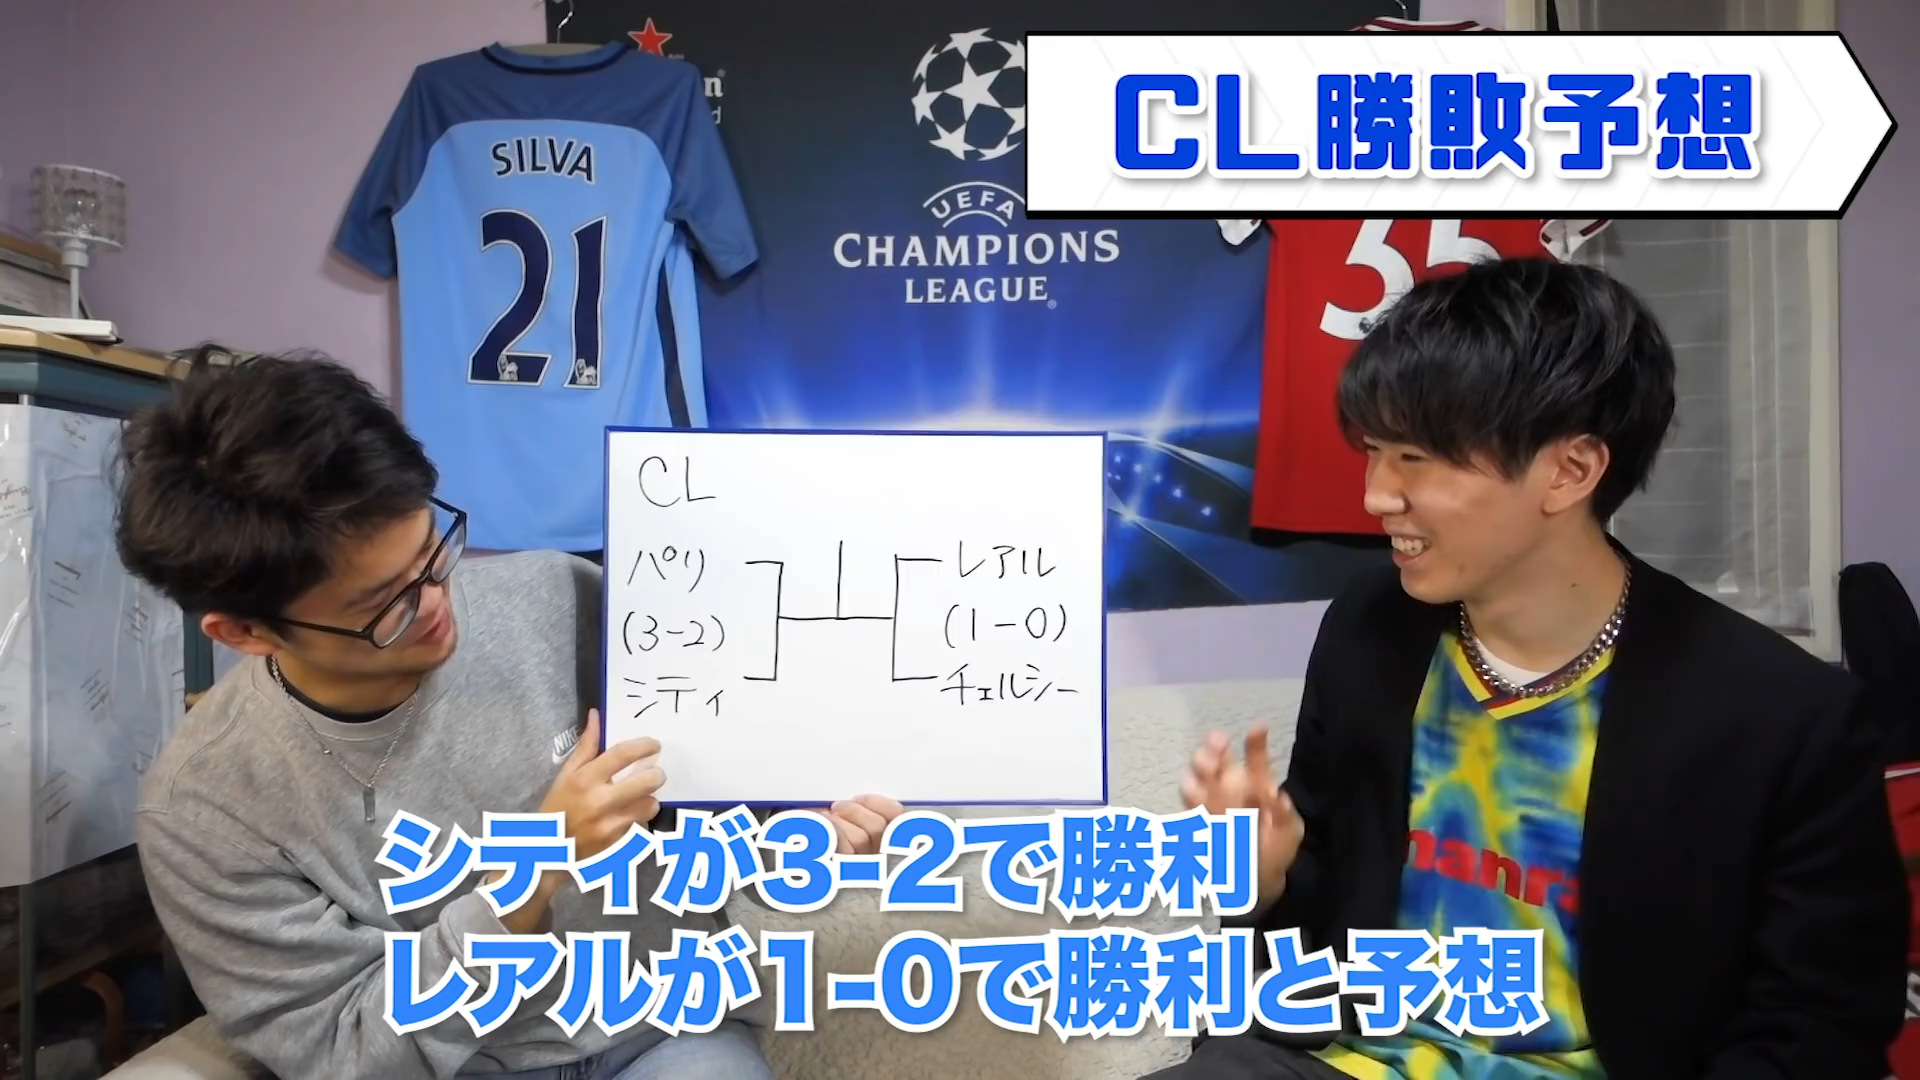 CL勝敗予想
SILVA
21
UEFA
CHAMPIONS
LEAGUE
35
CL
パリ
(3-2)
シティ
レアル
(1-0)
チェルシー
NIKE
シティが3-2で勝利
レアルが1-0で勝利と予想